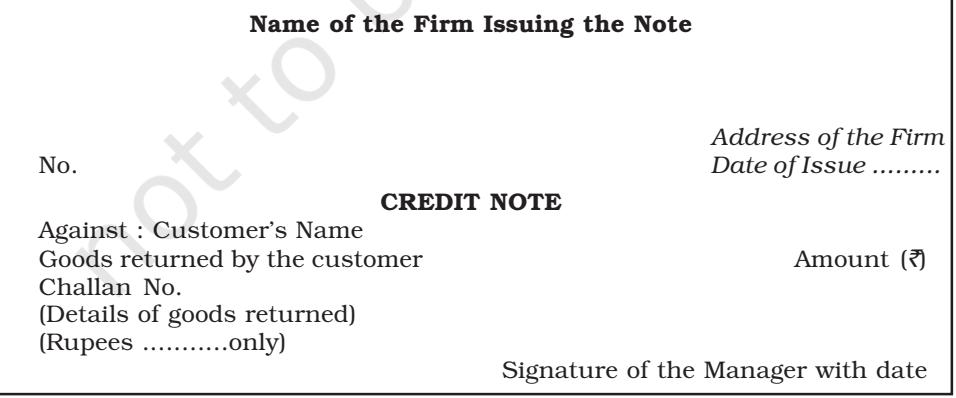 Name of the Firm Issuing the Note
Address of the Firm
No. Date of Issue .........
CREDIT NOTE
Against : Customer's Name
Goods returned by the customer Amount (₹)
Challan No.
(Details of goods returned)
(Rupees ...........only)
Signature of the Manager with date
not to b